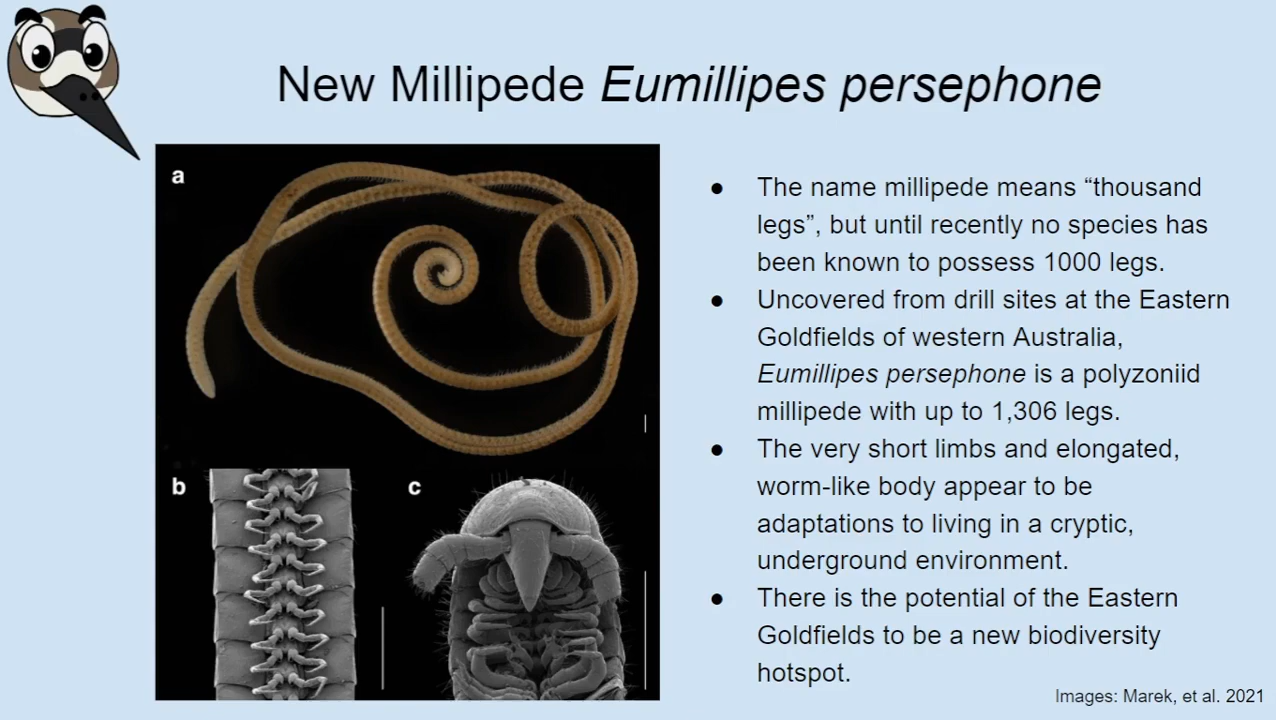 New Millipede Eumillipes persephone
a
b
c
● The name millipede means “thousand
legs”, but until recently no species has
been known to possess 1000 legs.
● Uncovered from drill sites at the Eastern
Goldfields of western Australia,
Eumillipes persephone is a polyzoniid
millipede with up to 1,306 legs.
● The very short limbs and elongated,
worm-like body appear to be
adaptations to living in a cryptic,
underground environment.
● There is the potential of the Eastern
Goldfields to be a new biodiversity
hotspot.
Images: Marek, et al. 2021